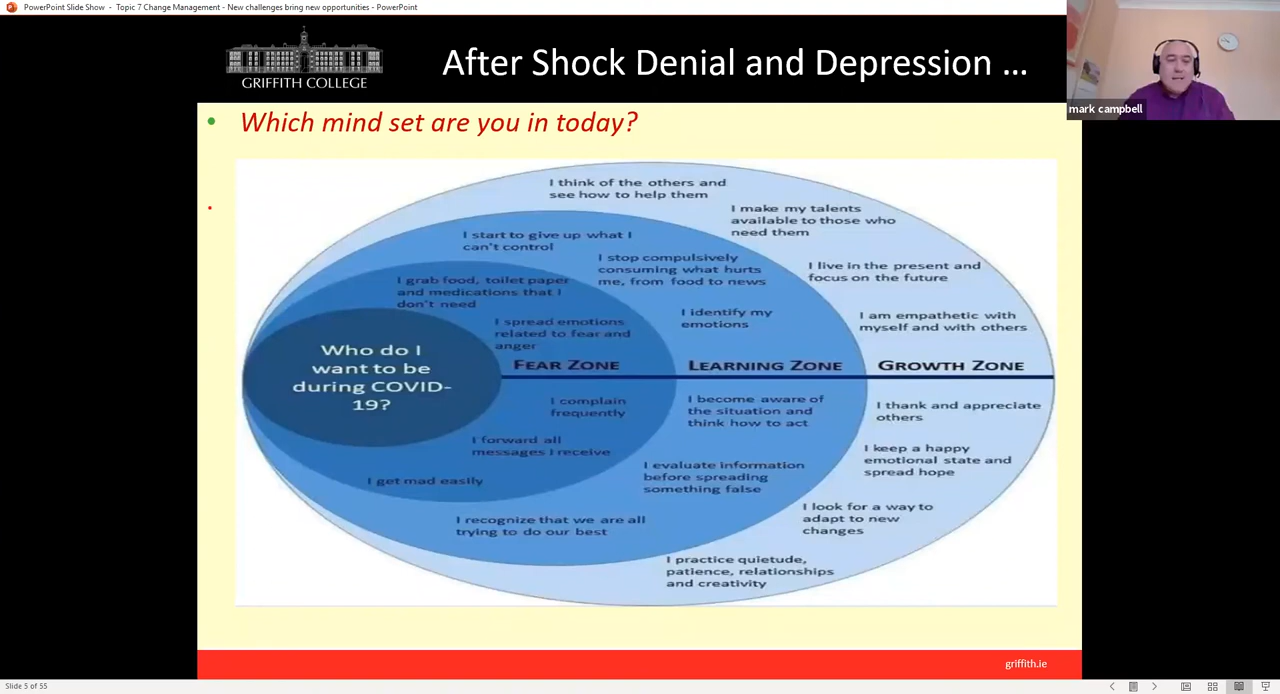 PowerPoint Slide Show - Topic 7 Change Management - New challenges bring new opportunities - PowerPoint
GRIFFITH COLLEGE
After Shock Denial and Depression ...
mark campbell
• Which mind set are you in today?
I think of the others and
see how to help them
I make my talents
available to those who
need them
I start to give up what I
can't control
I stop compulsively
consuming what hurts
me, from food to news
I live in the present and
focus on the future
I grab food, toilet paper
and medications that I
don't need
I identify my
emotions
I am empathetic with
myself and with others
I spread emotions
related to fear and
anger
Who do I
want to be
during COVID-
19?
FEAR ZONE
LEARNING ZONE
GROWTH ZONE
I complain
frequently
I become aware of
the situation and
think how to act
I thank and appreciate
others
I forward all
messages I receive
I keep a happy
emotional state and
spread hope
I evaluate information
before spreading
something false
I get mad easily
I look for a way to
adapt to new
changes
I recognize that we are all
trying to do our best
I practice quietude,
patience, relationships
and creativity
griffith.ie
Slide 5 of 55